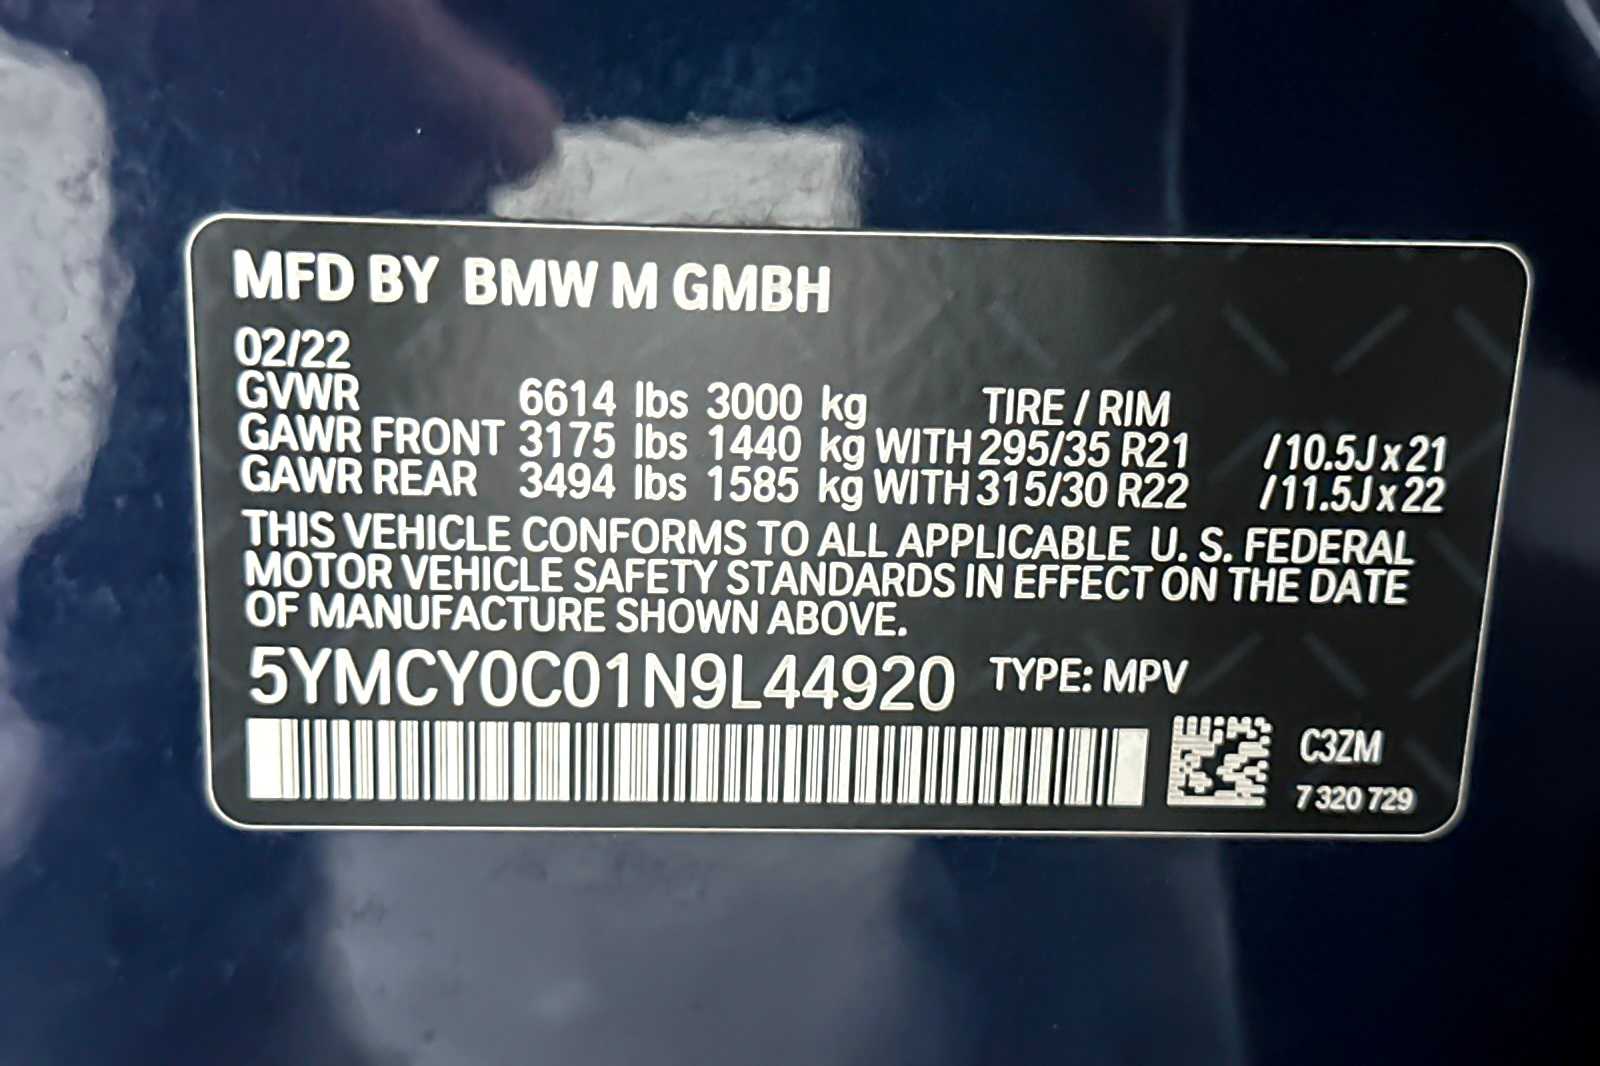 MFD BY BMW M GMBH
02/22
GVWR 6614 lbs 3000 kg TIRE / RIM
GAWR FRONT 3175 lbs 1440 kg WITH 295/35 R21 /10.5J x 21
GAWR REAR 3494 lbs 1585 kg WITH 315/30 R22 /11.5J x 22
THIS VEHICLE CONFORMS TO ALL APPLICABLE U. S. FEDERAL
MOTOR VEHICLE SAFETY STANDARDS IN EFFECT ON THE DATE
OF MANUFACTURE SHOWN ABOVE.
5YMCY0C01N9L44920 TYPE: MPV
C3ZM
7 320 729